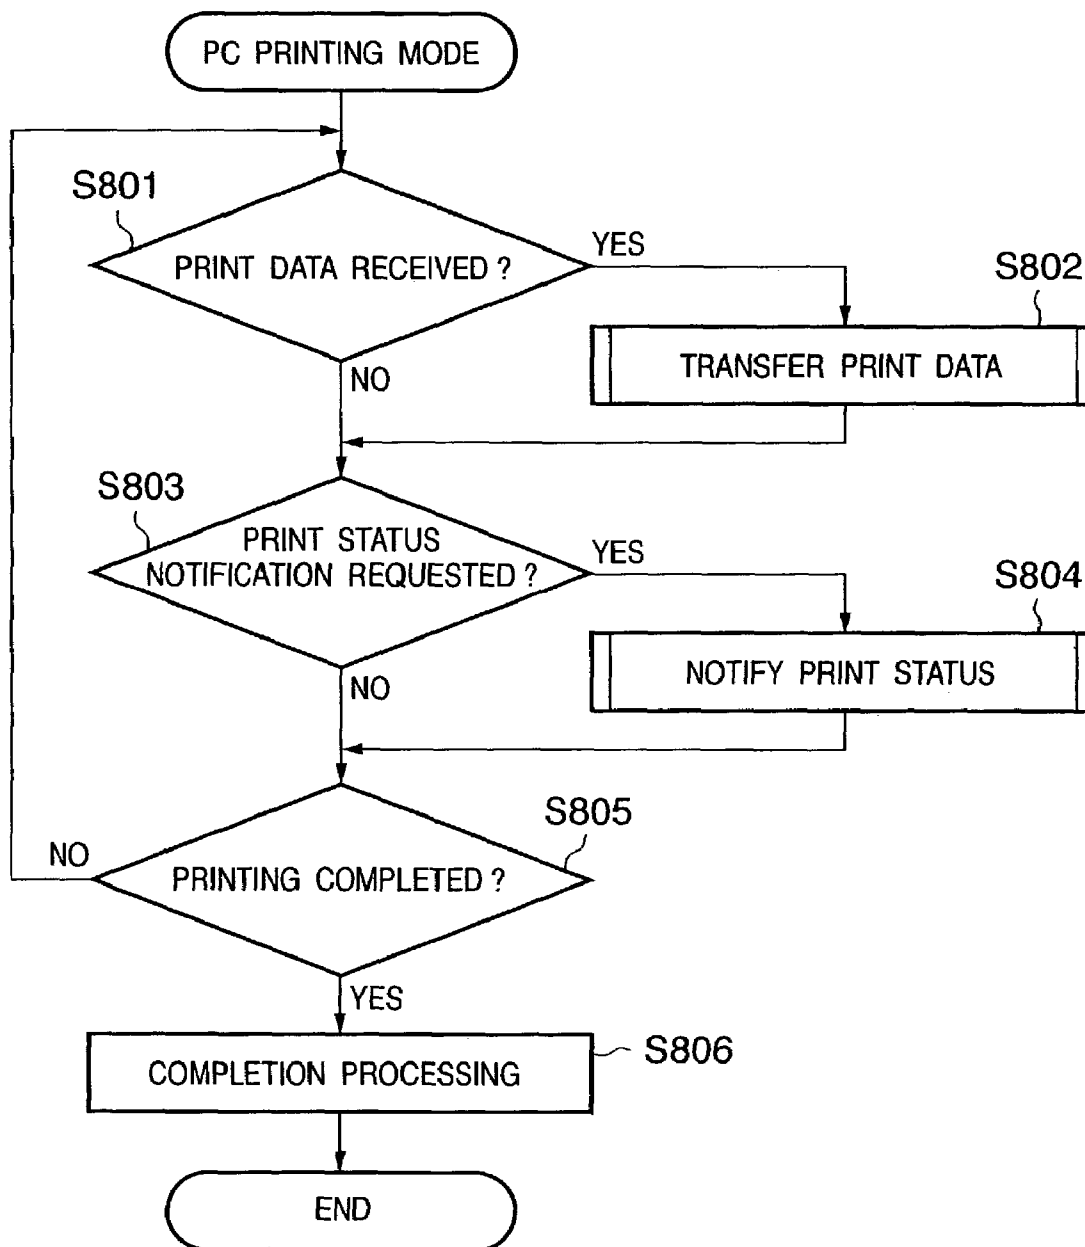 PC PRINTING MODE
S801
PRINT DATA RECEIVED ?
YES
S802
TRANSFER PRINT DATA
NO
S803
PRINT STATUS
NOTIFICATION REQUESTED ?
YES
S804
NOTIFY PRINT STATUS
NO
S805
NO
PRINTING COMPLETED ?
YES
COMPLETION PROCESSING
S806
END